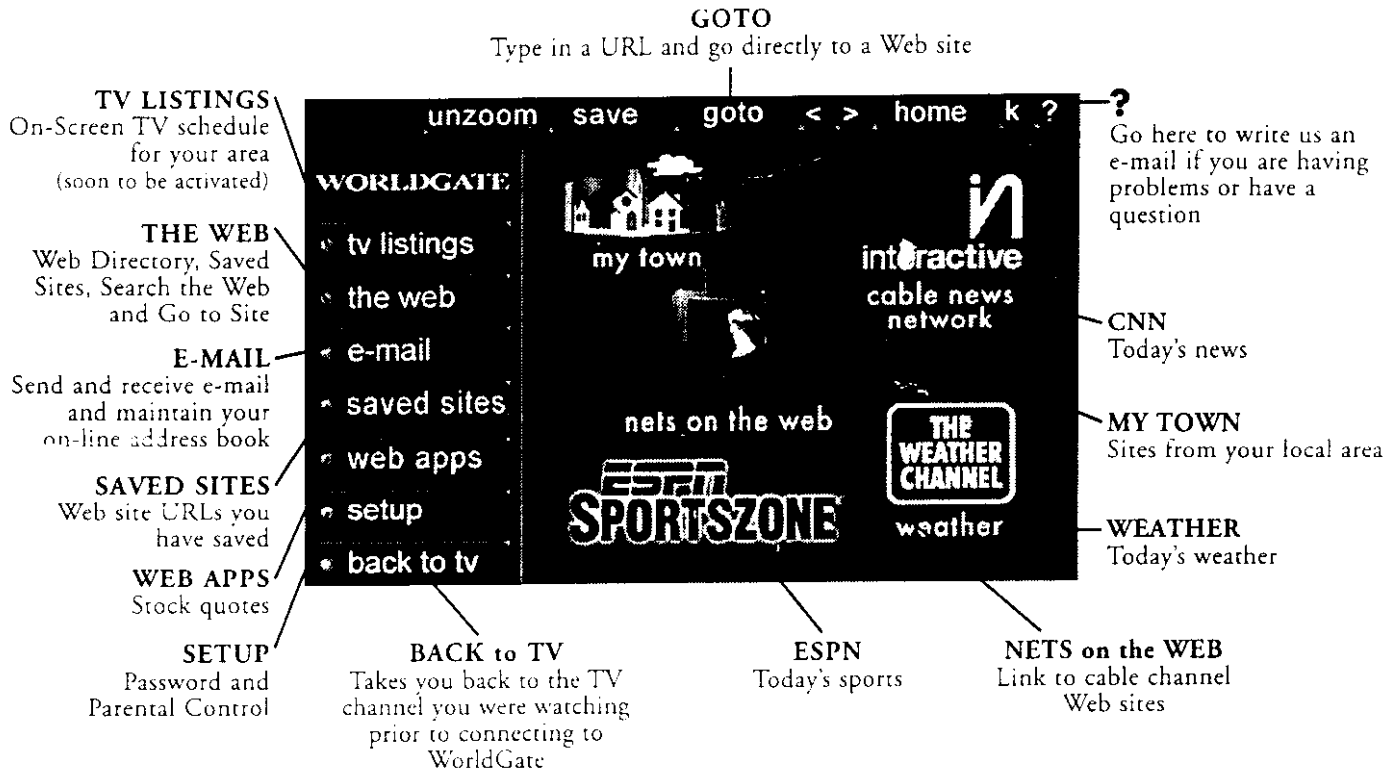 GOTO
Type in a URL and go directly to a Web site
TV LISTINGS
On-Screen TV schedule
for your area
(soon to be activated)
THE WEB
Web Directory, Saved
Sites, Search the Web
and Go to Site
E-MAIL
Send and receive e-mail
and maintain your
on-line address book
SAVED SITES
Web site URLs you
have saved
WEB APPS
Stock quotes
SETUP
Password and
Parental Control
unzoom save goto < > home k ?
WORLDGATE
tv listings
the web
e-mail
saved sites
web apps
setup
back to tv
my town
in
interactive
cable news
network
nets on the web
THE
WEATHER
CHANNEL
weather
ESPN
SPORTSZONE
?
Go here to write us an
e-mail if you are having
problems or have a
question
CNN
Today's news
MY TOWN
Sites from your local area
WEATHER
Today's weather
BACK to TV
Takes you back to the TV
channel you were watching
prior to connecting to
WorldGate
ESPN
Today's sports
NETS on the WEB
Link to cable channel
Web sites